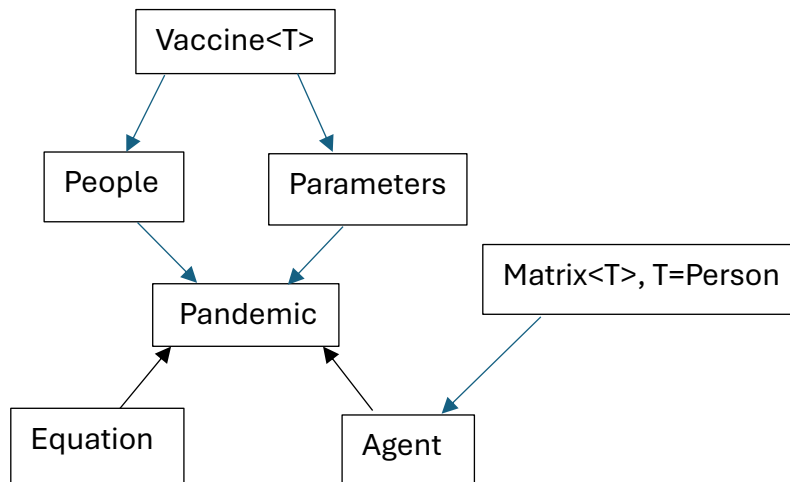 Vaccine<T>
People
Parameters
Matrix<T>, T=Person
Pandemic
Equation
Agent